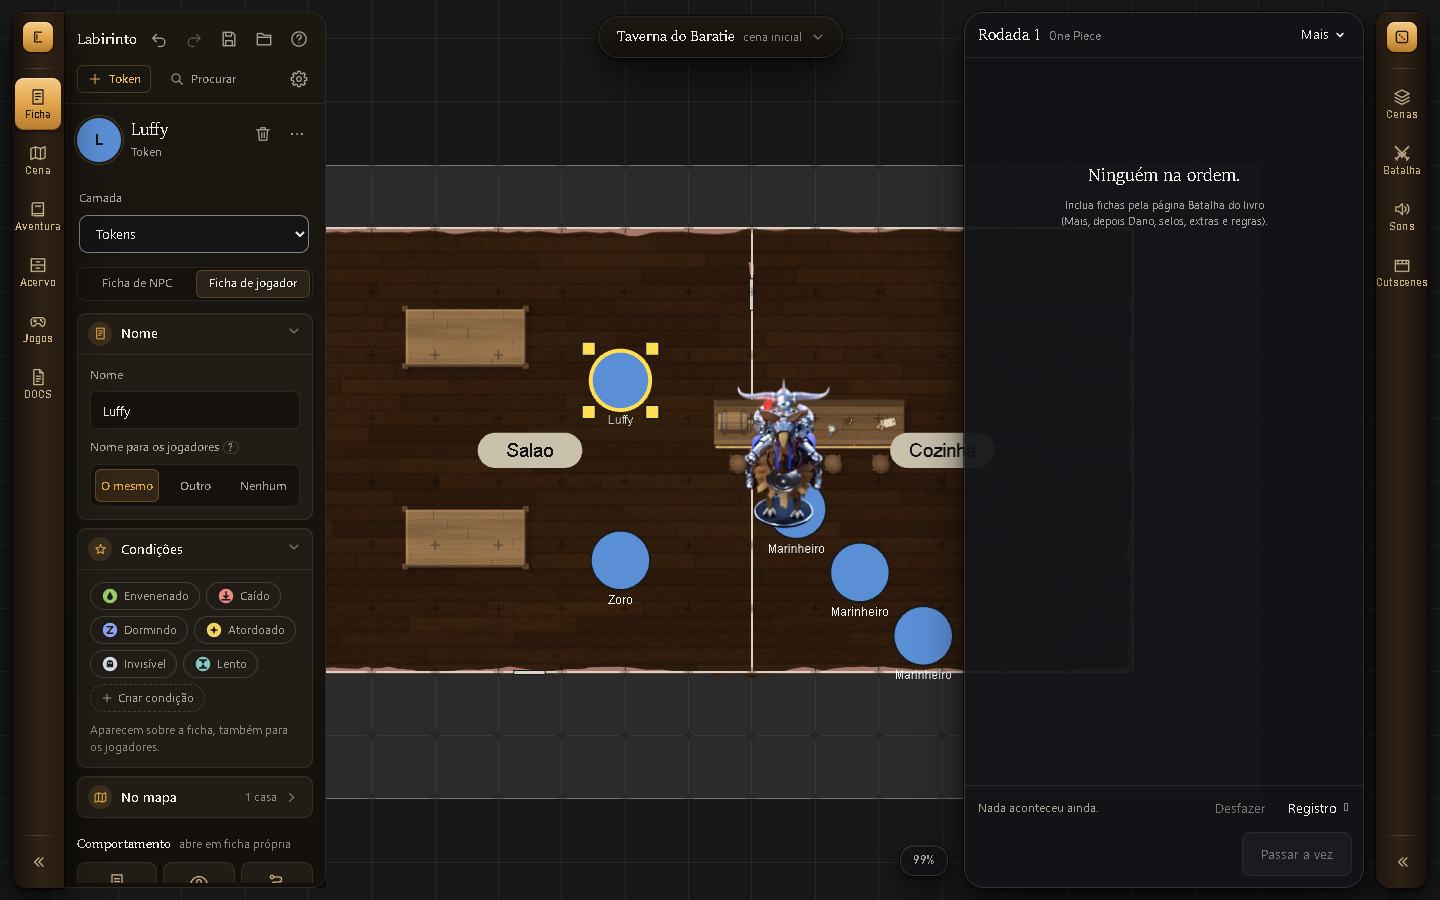 Labirinto
Token
Procurar
Ficha
Cena
Aventura
Acervo
Jogos
DOCS
L
Luffy
Token
Camada
Tokens
Ficha de NPC
Ficha de jogador
Nome
Nome
Luffy
Nome para os jogadores ?
O mesmo
Outro
Nenhum
Condições
Envenenado
Caído
Dormindo
Atordoado
Invisível
Lento
+ Criar condição
Aparecem sobre a ficha, também para
os jogadores.
No mapa
1 casa
Comportamento abre em ficha própria
Taverna do Baratie cena inicial
Luffy
Salao
Cozinha
Zoro
Marinheiro
Marinheiro
Marinheiro
99%
Rodada 1 One Piece
Mais
Ninguém na ordem.
Inclua fichas pela página Batalha do livro
(Mais, depois Dano, selos, extras e regras).
Nada aconteceu ainda.
Desfazer
Registro
Passar a vez
Cenas
Batalha
Sons
Cutscenes